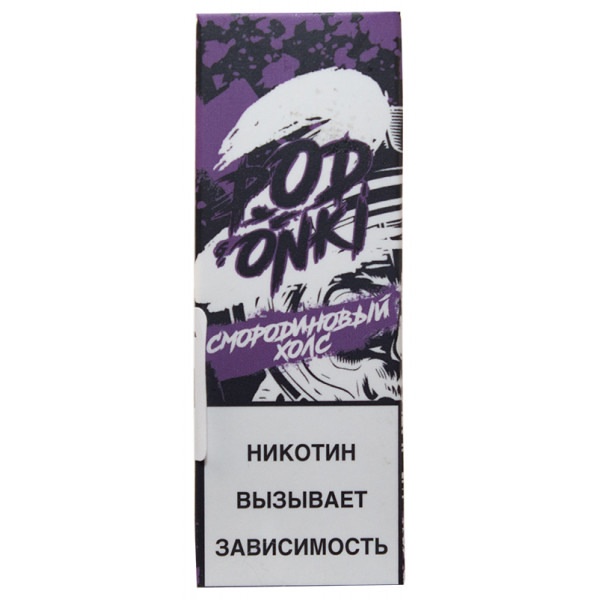 POD
ONKI
СМОРОДИНОВЫЙ
ХОЛС
НИКОТИН
ВЫЗЫВАЕТ
ЗАВИСИМОСТЬ